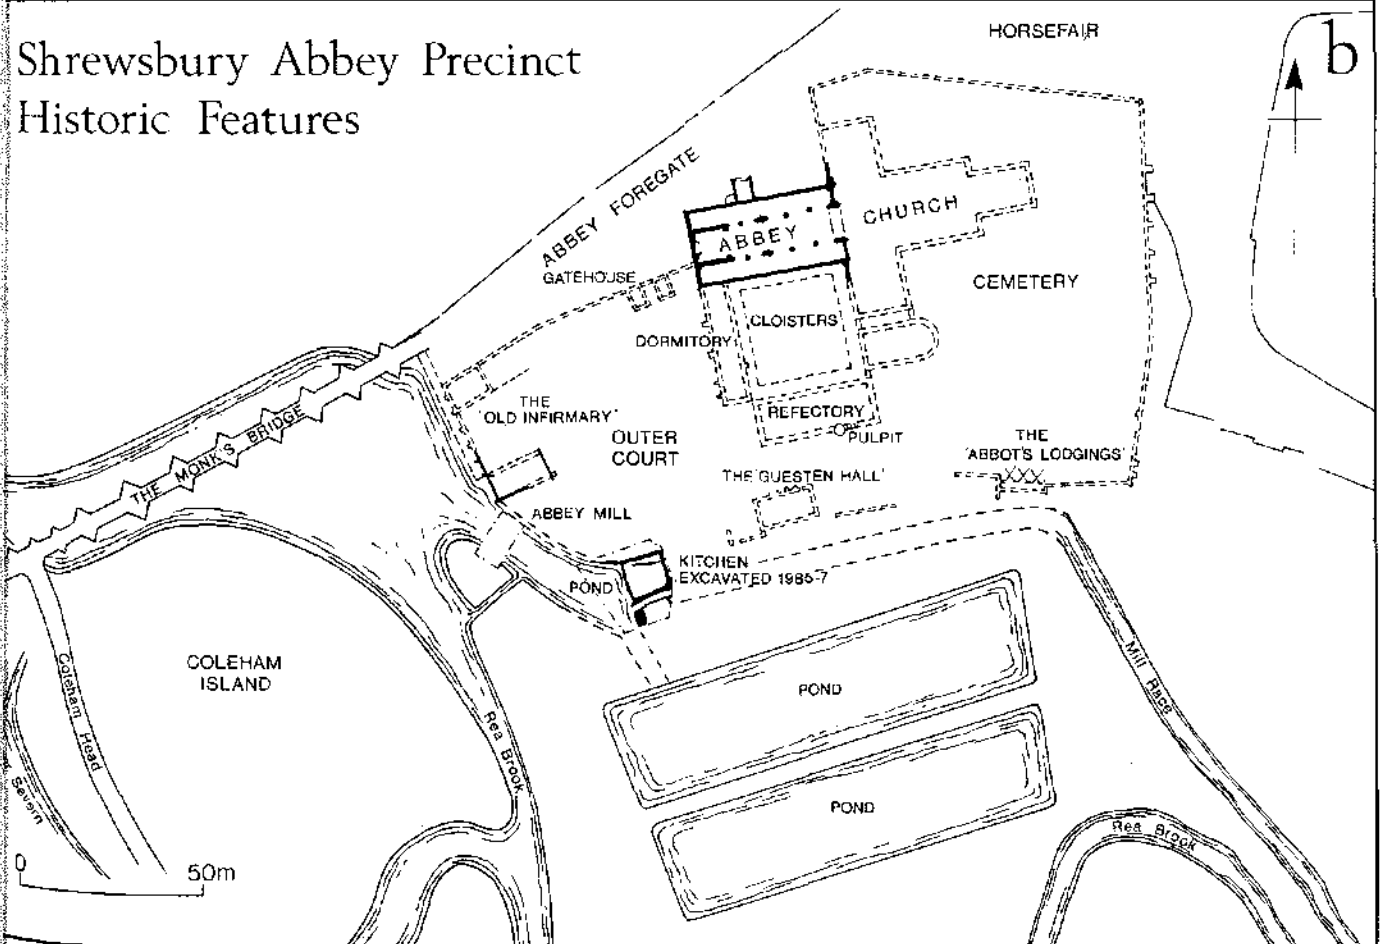 Shrewsbury Abbey Precinct
Historic Features
b
HORSEFAIR
ABBEY FOREGATE
GATEHOUSE
ABBEY
CHURCH
CEMETERY
CLOISTERS
DORMITORY
REFECTORY
PULPIT
THE
'OLD INFIRMARY'
OUTER
COURT
THE
'ABBOT'S LODGINGS'
THE 'GUESTEN HALL'
THE MONK'S BRIDGE
ABBEY MILL
POND
KITCHEN
EXCAVATED 1985-7
COLEHAM
ISLAND
Coleham Head
Severn
Rea Brook
POND
POND
Mill Race
Rea Brook
0
50m